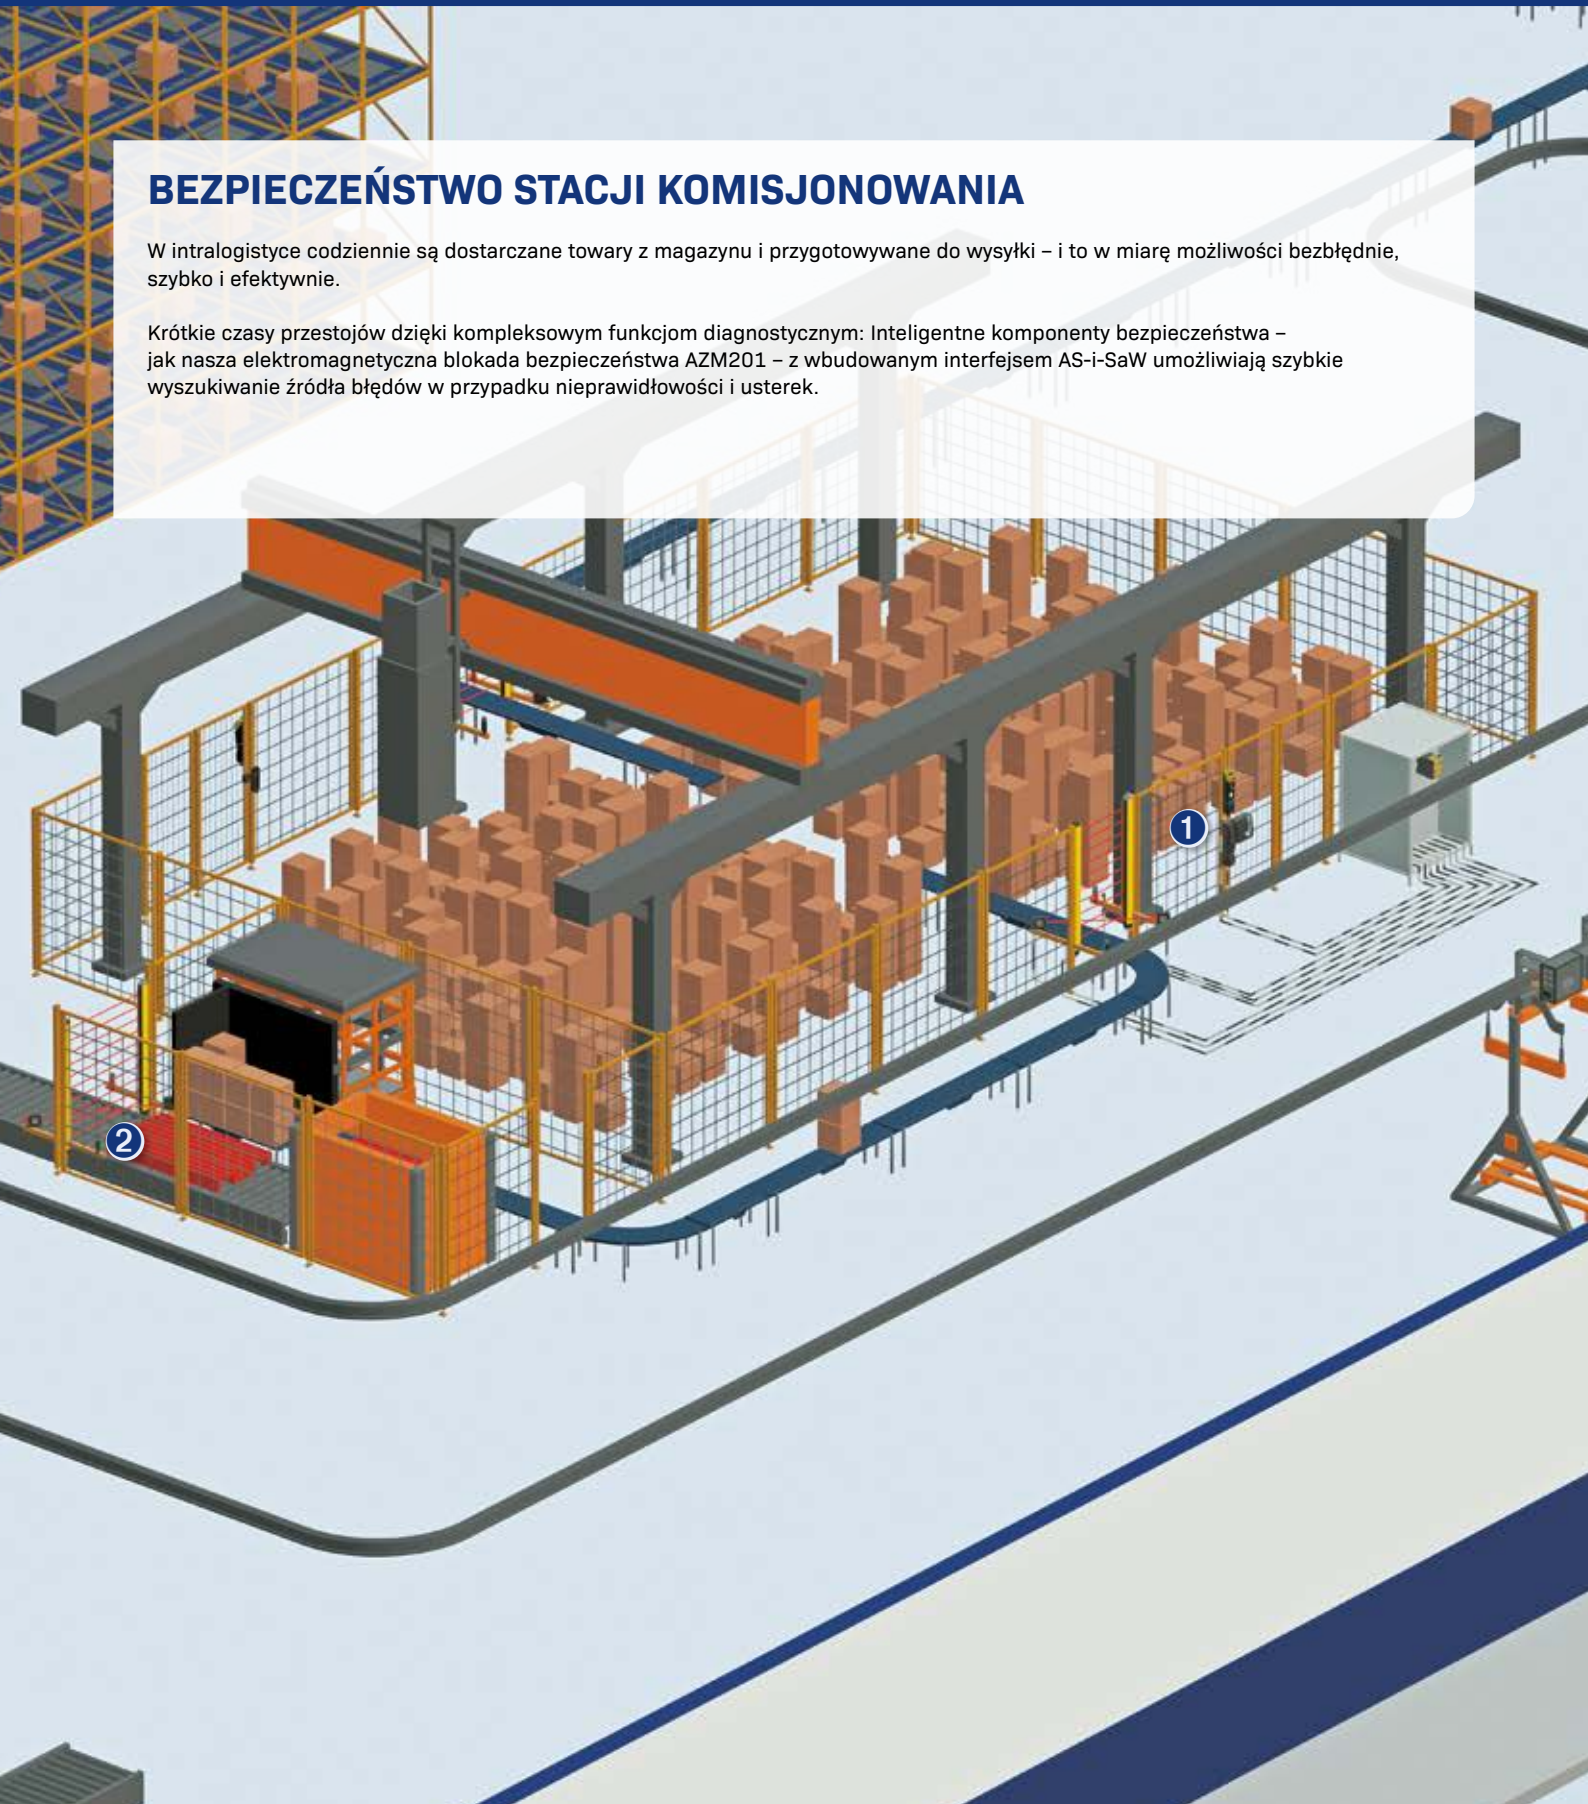 BEZPIECZEŃSTWO STACJI KOMISJONOWANIA
W intralogistyce codziennie są dostarczane towary z magazynu i przygotowywane do wysyłki – i to w miarę możliwości bezbłędnie,
szybko i efektywnie.
Krótkie czasy przestojów dzięki kompleksowym funkcjom diagnostycznym: Inteligentne komponenty bezpieczeństwa –
jak nasza elektromagnetyczna blokada bezpieczeństwa AZM201 – z wbudowanym interfejsem AS-i-SaW umożliwiają szybkie
wyszukiwanie źródła błędów w przypadku nieprawidłowości i usterek.
1
2